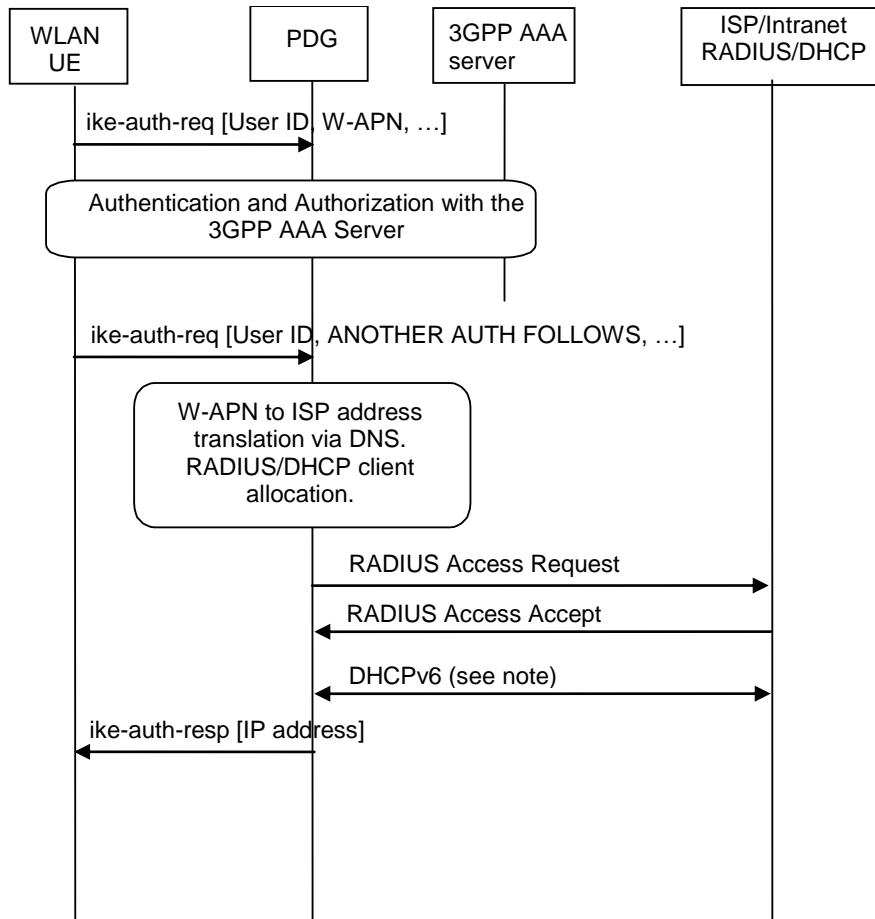 WLAN
UE
PDG
3GPP AAA
server
ISP/Intranet
RADIUS/DHCP
ike-auth-req [User ID, W-APN, …]
Authentication and Authorization with the
3GPP AAA Server
ike-auth-req [User ID, ANOTHER AUTH FOLLOWS, …]
W-APN to ISP address
translation via DNS.
RADIUS/DHCP client
allocation.
RADIUS Access Request
RADIUS Access Accept
DHCPv6 (see note)
ike-auth-resp [IP address]